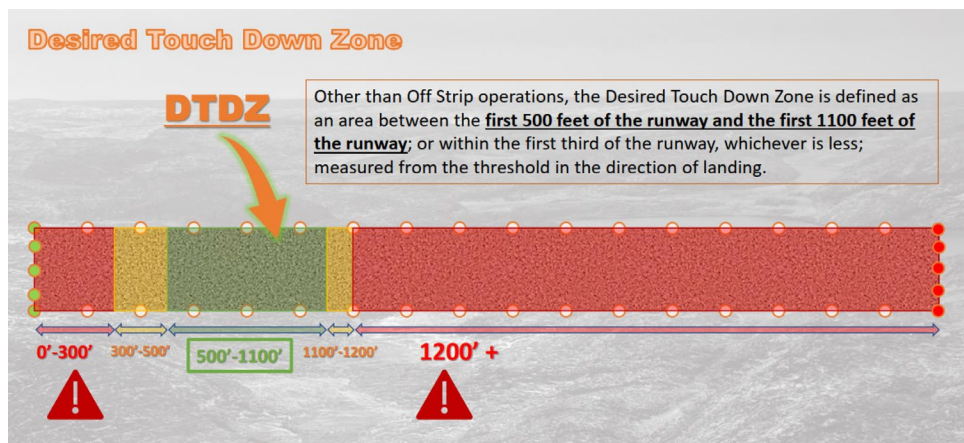 Desired Touch Down Zone
DTDZ
Other than Off Strip operations, the Desired Touch Down Zone is defined as
an area between the first 500 feet of the runway and the first 1100 feet of
the runway; or within the first third of the runway, whichever is less;
measured from the threshold in the direction of landing.
0’-300’ 300’-500’ 500’-1100’ 1100’-1200’ 1200’ +
! !